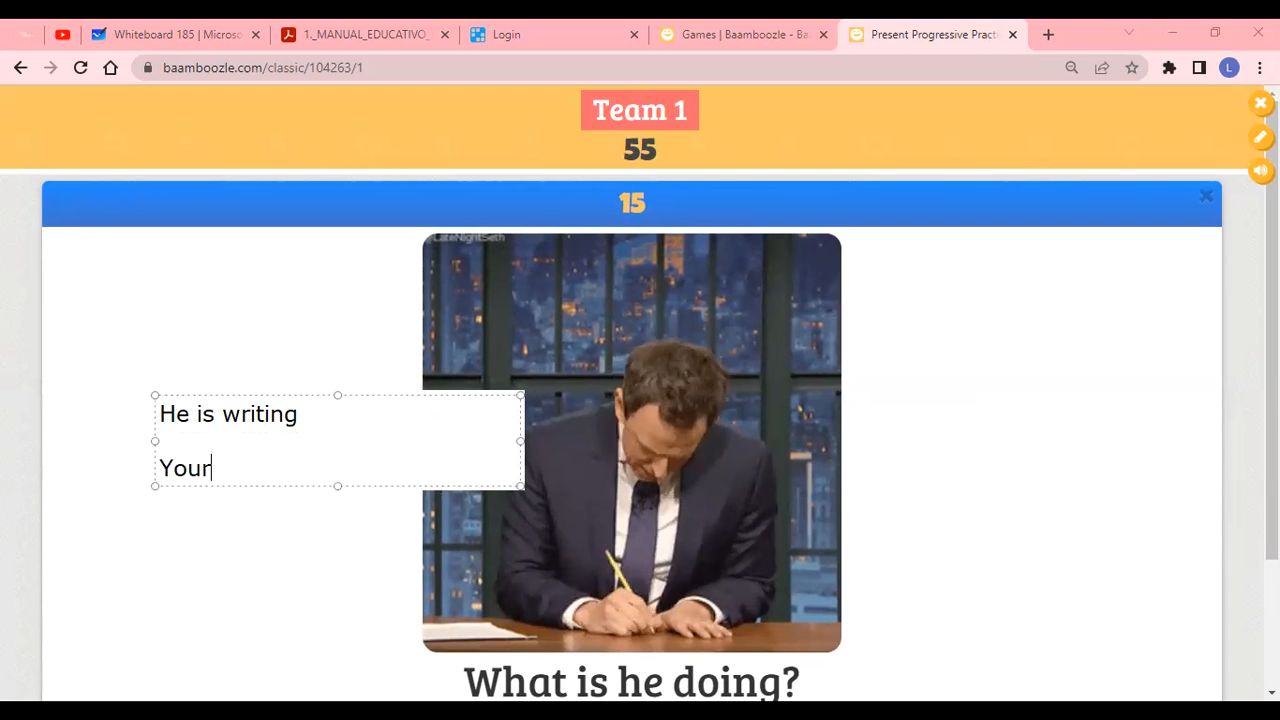 Whiteboard 185 | Microso
1._MANUAL_EDUCATIVO_
Login
Games | Baamboozle - Ba
Present Progressive Practi
baamboozle.com/classic/104263/1
L
Team 1
55
15
LateNightSeth
He is writing
Your
What is he doing?